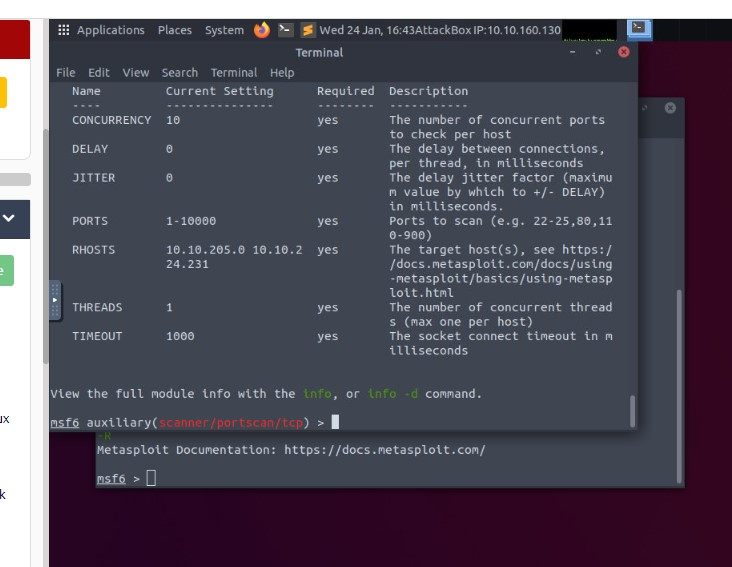 Applications Places System Wed 24 Jan, 16:43 AttackBox IP:10.10.160.130
Terminal
File Edit View Search Terminal Help
Name Current Setting Required Description
---- --------------- -------- -----------
CONCURRENCY 10 yes The number of concurrent ports
to check per host
DELAY 0 yes The delay between connections,
per thread, in milliseconds
JITTER 0 yes The delay jitter factor (maximu
m value by which to +/- DELAY)
in milliseconds.
PORTS 1-10000 yes Ports to scan (e.g. 22-25,80,11
0-900)
RHOSTS 10.10.205.0 10.10.2 yes The target host(s), see https:/
24.231 /docs.metasploit.com/docs/using
-metasploit/basics/using-metasp
loit.html
THREADS 1 yes The number of concurrent thread
s (max one per host)
TIMEOUT 1000 yes The socket connect timeout in m
illiseconds
View the full module info with the info, or info -d command.
msf6 auxiliary(scanner/portscan/tcp) >
-R
Metasploit Documentation: https://docs.metasploit.com/
msf6 >
e
ux
k